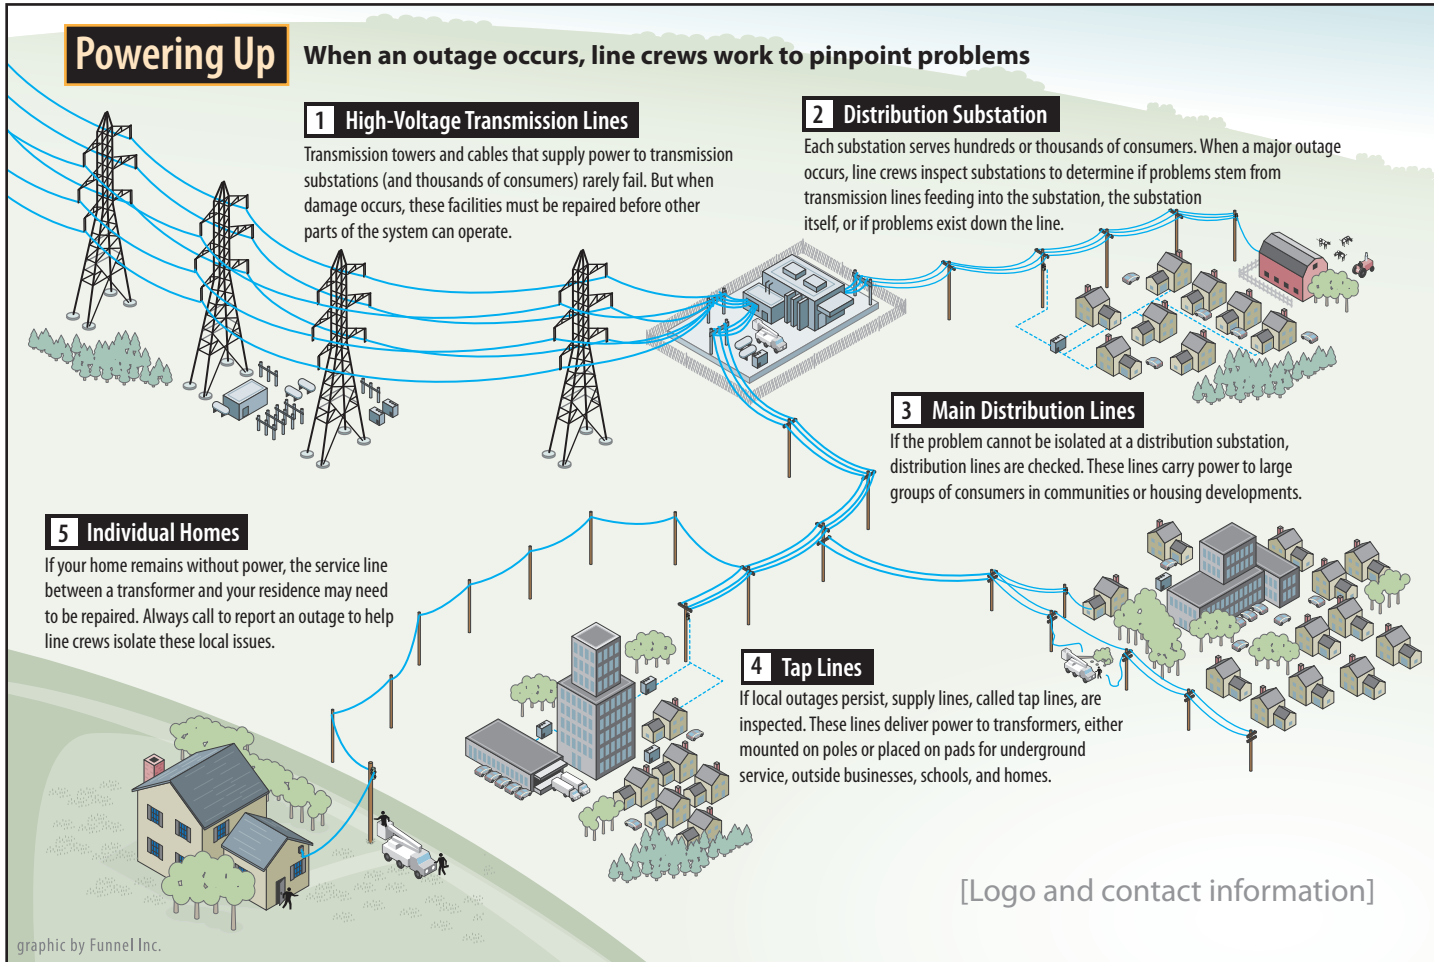 Powering Up
When an outage occurs, line crews work to pinpoint problems
1 High-Voltage Transmission Lines
Transmission towers and cables that supply power to transmission
substations (and thousands of consumers) rarely fail. But when
damage occurs, these facilities must be repaired before other
parts of the system can operate.
2 Distribution Substation
Each substation serves hundreds or thousands of consumers. When a major outage
occurs, line crews inspect substations to determine if problems stem from
transmission lines feeding into the substation, the substation
itself, or if problems exist down the line.
3 Main Distribution Lines
If the problem cannot be isolated at a distribution substation,
distribution lines are checked. These lines carry power to large
groups of consumers in communities or housing developments.
4 Tap Lines
If local outages persist, supply lines, called tap lines, are
inspected. These lines deliver power to transformers, either
mounted on poles or placed on pads for underground
service, outside businesses, schools, and homes.
5 Individual Homes
If your home remains without power, the service line
between a transformer and your residence may need
to be repaired. Always call to report an outage to help
line crews isolate these local issues.
[Logo and contact information]
graphic by Funnel Inc.